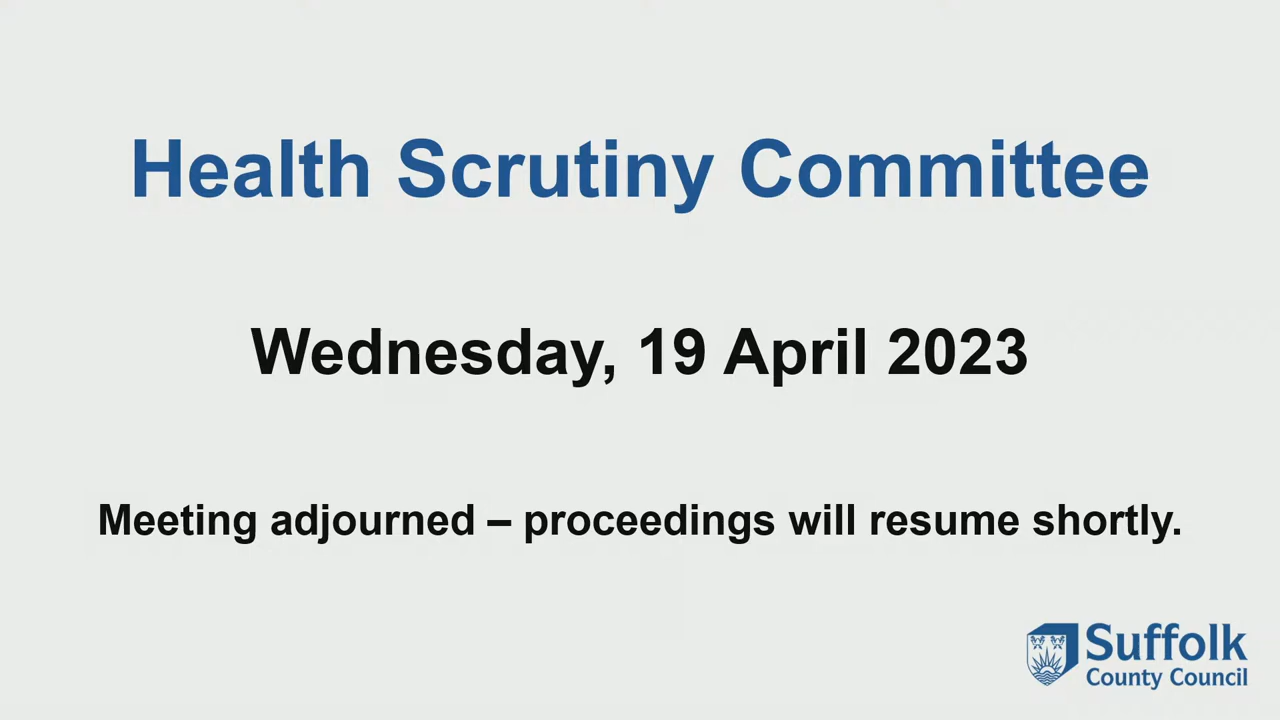 Health Scrutiny Committee
Wednesday, 19 April 2023
Meeting adjourned – proceedings will resume shortly.
Suffolk
County Council